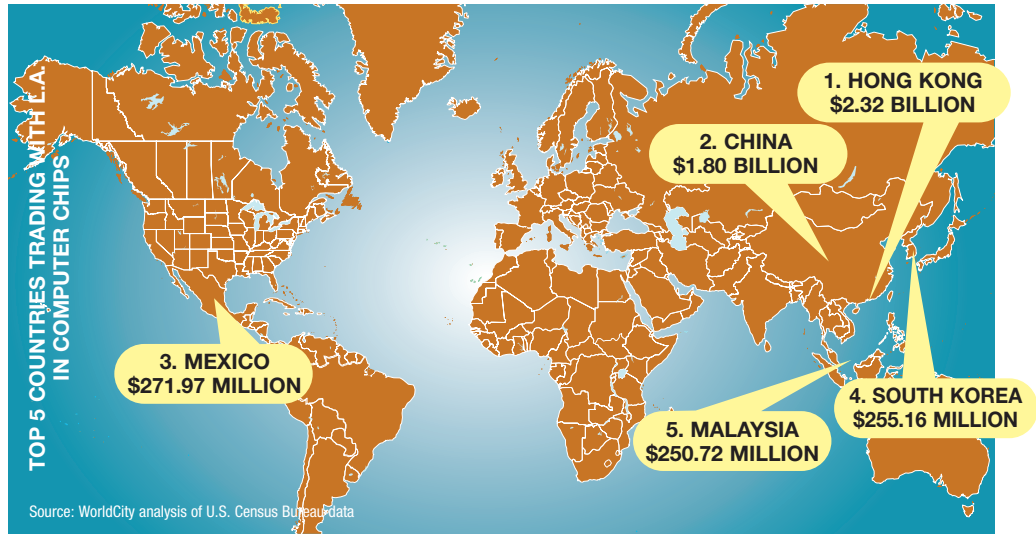 TOP 5 COUNTRIES TRADING WITH L.A.
IN COMPUTER CHIPS
1. HONG KONG
$2.32 BILLION
2. CHINA
$1.80 BILLION
3. MEXICO
$271.97 MILLION
4. SOUTH KOREA
$255.16 MILLION
5. MALAYSIA
$250.72 MILLION
Source: WorldCity analysis of U.S. Census Bureau data